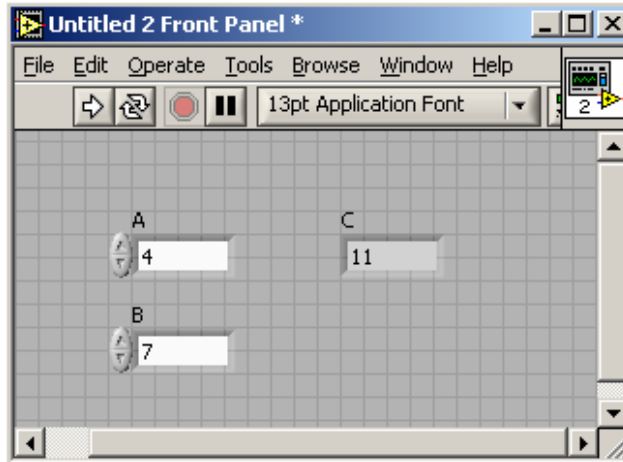 Untitled 2 Front Panel *
File Edit Operate Tools Browse Window Help
13pt Application Font
2
A
4
C
11
B
7